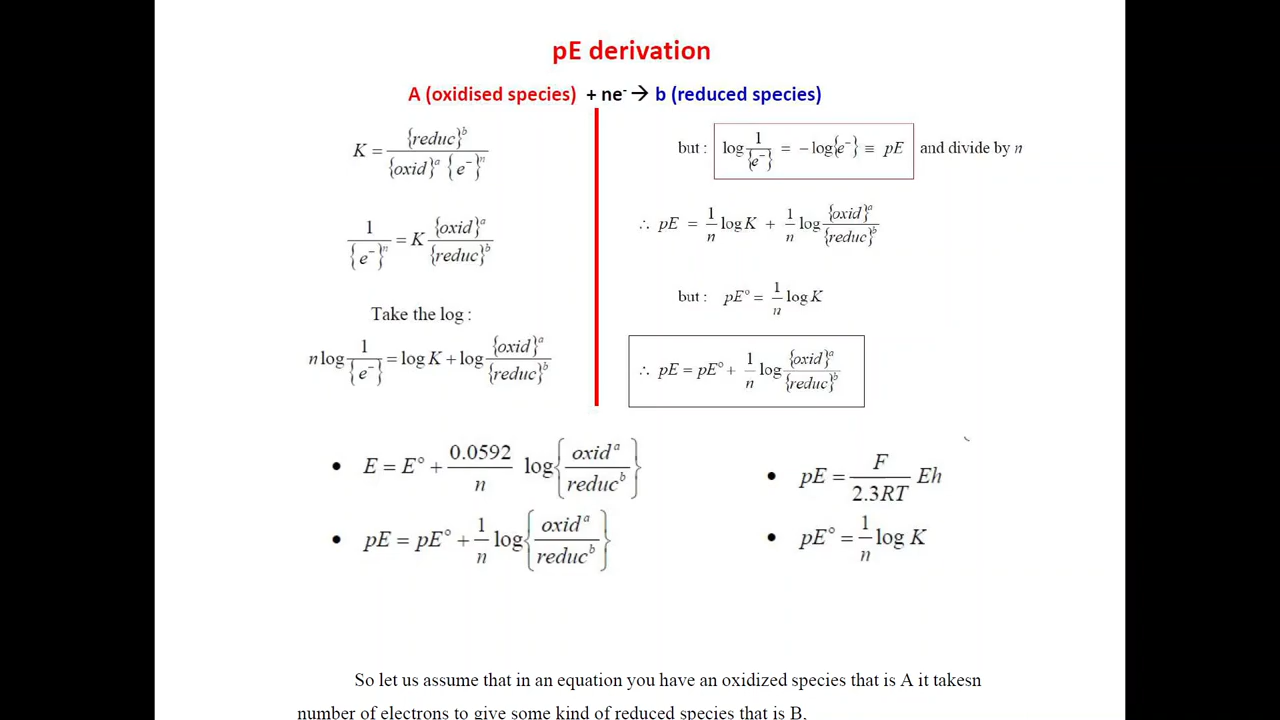 pE derivation
A (oxidised species) + ne⁻ → b (reduced species)
K = {reduc}^b / {oxid}^a {e⁻}^n
1 / {e⁻}^n = K {oxid}^a / {reduc}^b
Take the log :
n log 1 / {e⁻} = log K + log {oxid}^a / {reduc}^b
but : log 1 / {e⁻} = − log{e⁻} ≡ pE and divide by n
∴ pE = 1/n log K + 1/n log {oxid}^a / {reduc}^b
but : pE° = 1/n log K
∴ pE = pE° + 1/n log {oxid}^a / {reduc}^b
• E = E° + 0.0592/n log{oxid^a / reduc^b}
• pE = pE° + 1/n log{oxid^a / reduc^b}
• pE = F / 2.3RT Eh
• pE° = 1/n log K
So let us assume that in an equation you have an oxidized species that is A it takesn
number of electrons to give some kind of reduced species that is B,